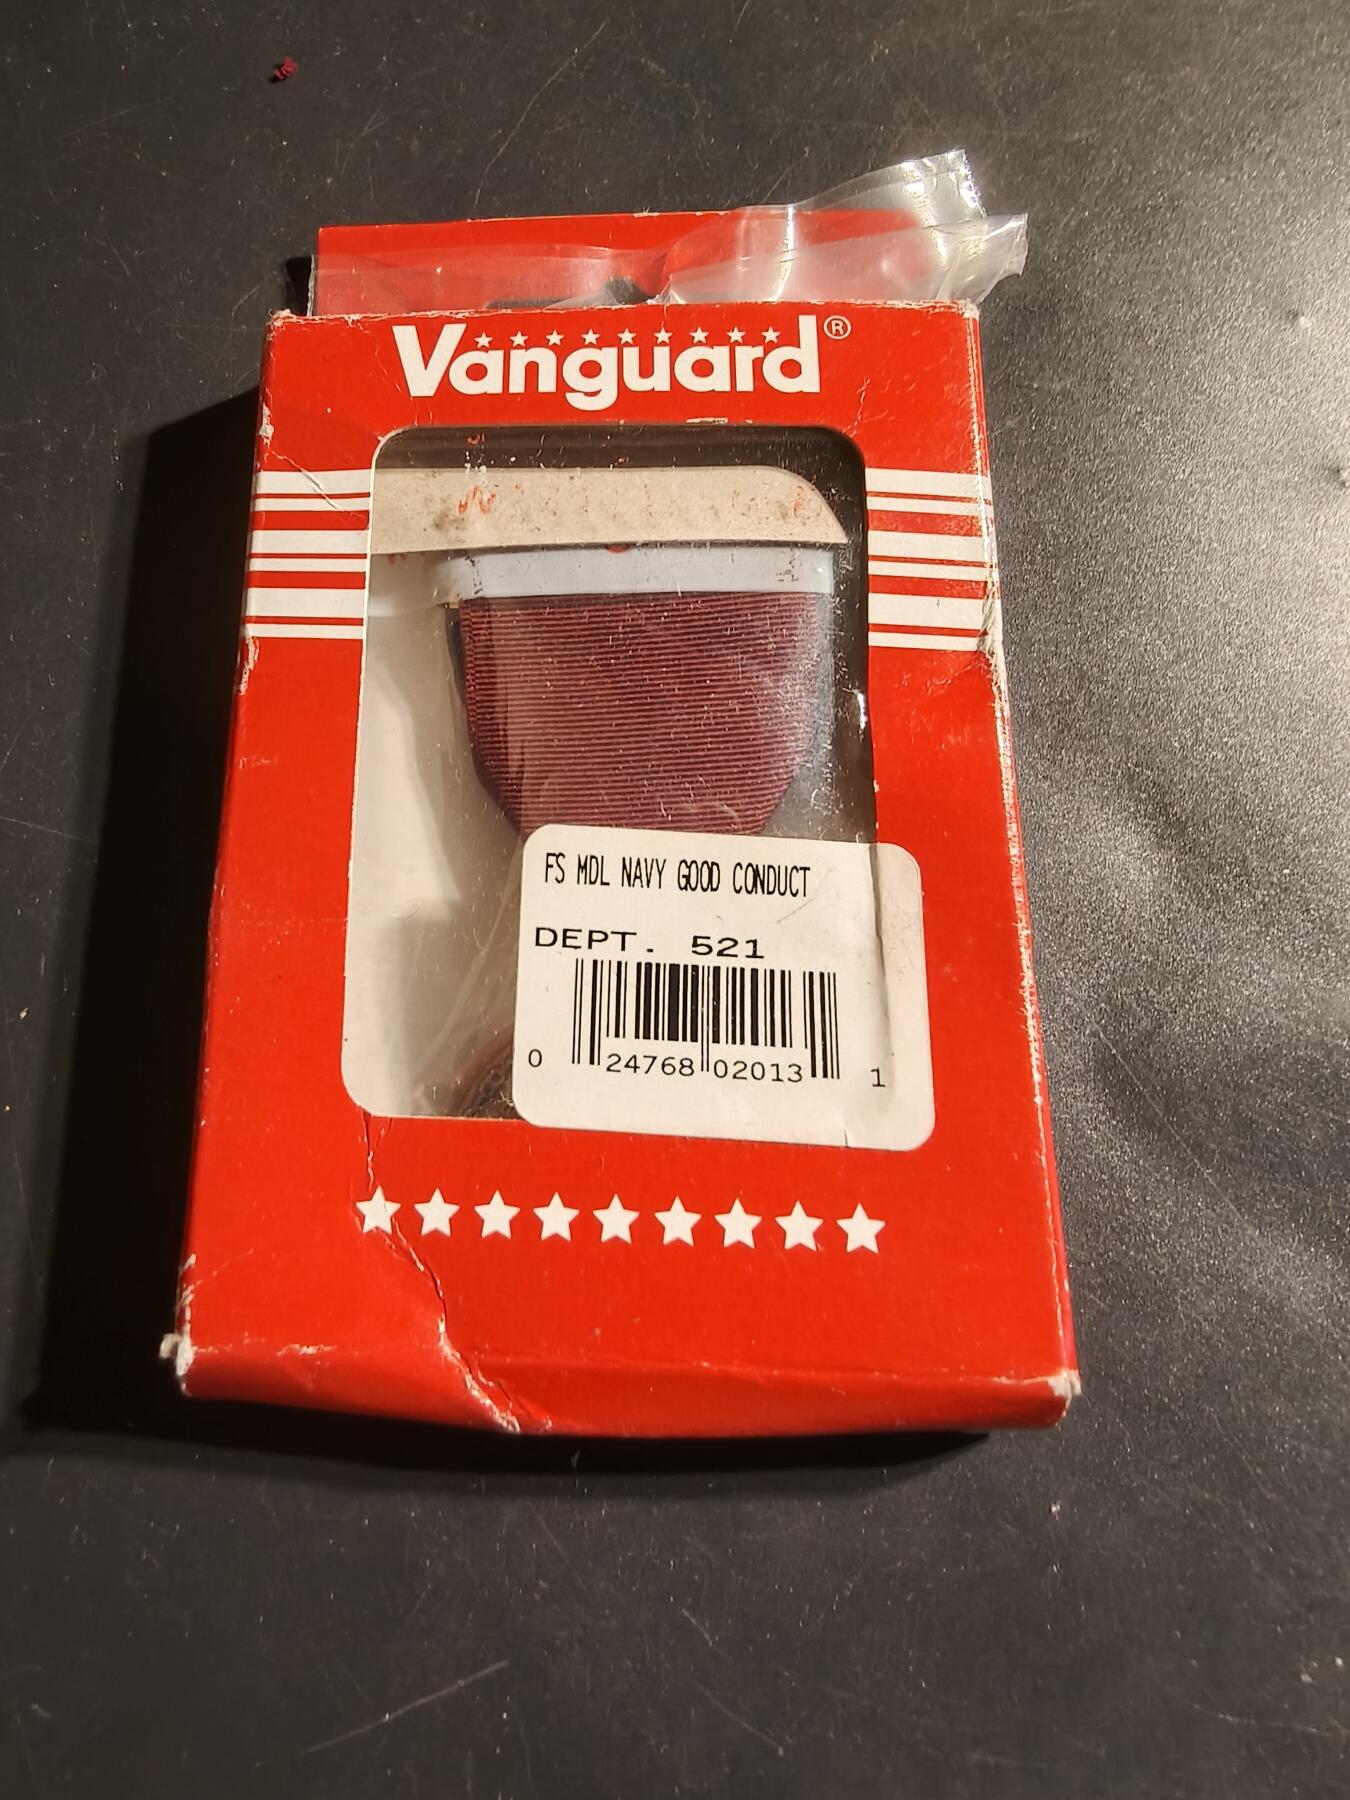 Vanguard®
FS MDL NAVY GOOD CONDUCT
DEPT. 521
0 24768 02013 1